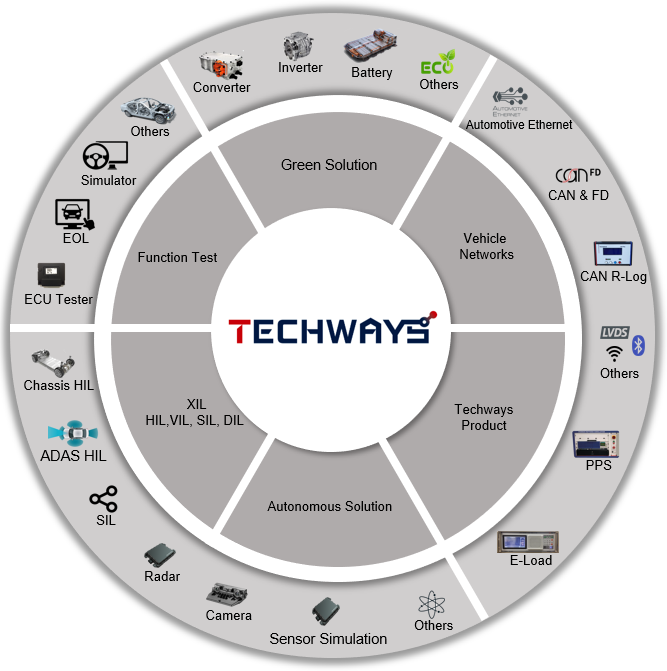 Converter
Inverter
Battery
ECO
Others
AUTOMOTIVE
ETHERNET
Automotive Ethernet
CAN FD
CAN & FD
CAN R-Log
LVDS
Others
PPS
E-Load
Others
Sensor Simulation
Camera
Radar
SIL
ADAS HIL
Chassis HIL
ECU Tester
EOL
Simulator
Others
Green Solution
Vehicle
Networks
Techways
Product
Autonomous Solution
XIL
HIL,VIL, SIL, DIL
Function Test
TECHWAYS